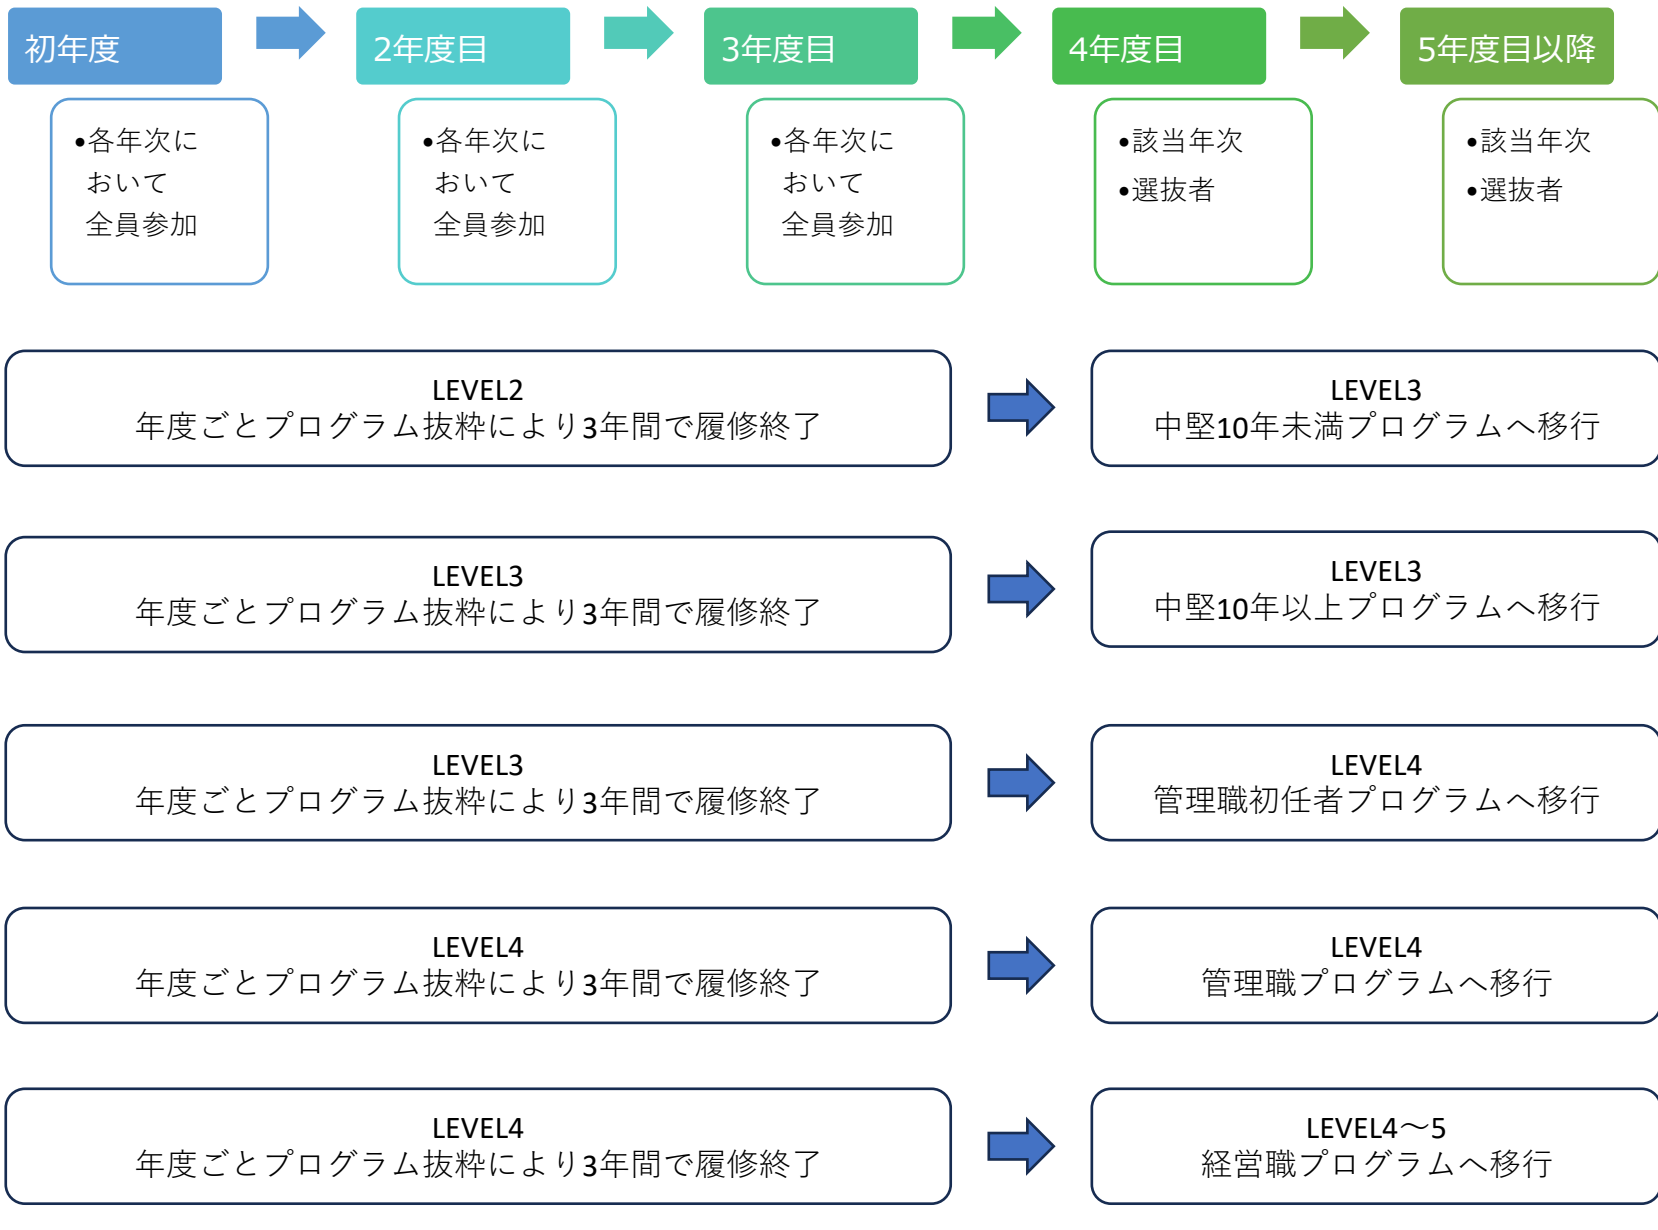 初年度
2年度目
3年度目
4年度目
5年度目以降
•各年次に
おいて
全員参加
•各年次に
おいて
全員参加
•各年次に
おいて
全員参加
•該当年次
•選抜者
•該当年次
•選抜者
LEVEL2
年度ごとプログラム抜粋により3年間で履修終了
LEVEL3
中堅10年未満プログラムへ移行
LEVEL3
年度ごとプログラム抜粋により3年間で履修終了
LEVEL3
中堅10年以上プログラムへ移行
LEVEL3
年度ごとプログラム抜粋により3年間で履修終了
LEVEL4
管理職初任者プログラムへ移行
LEVEL4
年度ごとプログラム抜粋により3年間で履修終了
LEVEL4
管理職プログラムへ移行
LEVEL4
年度ごとプログラム抜粋により3年間で履修終了
LEVEL4～5
経営職プログラムへ移行